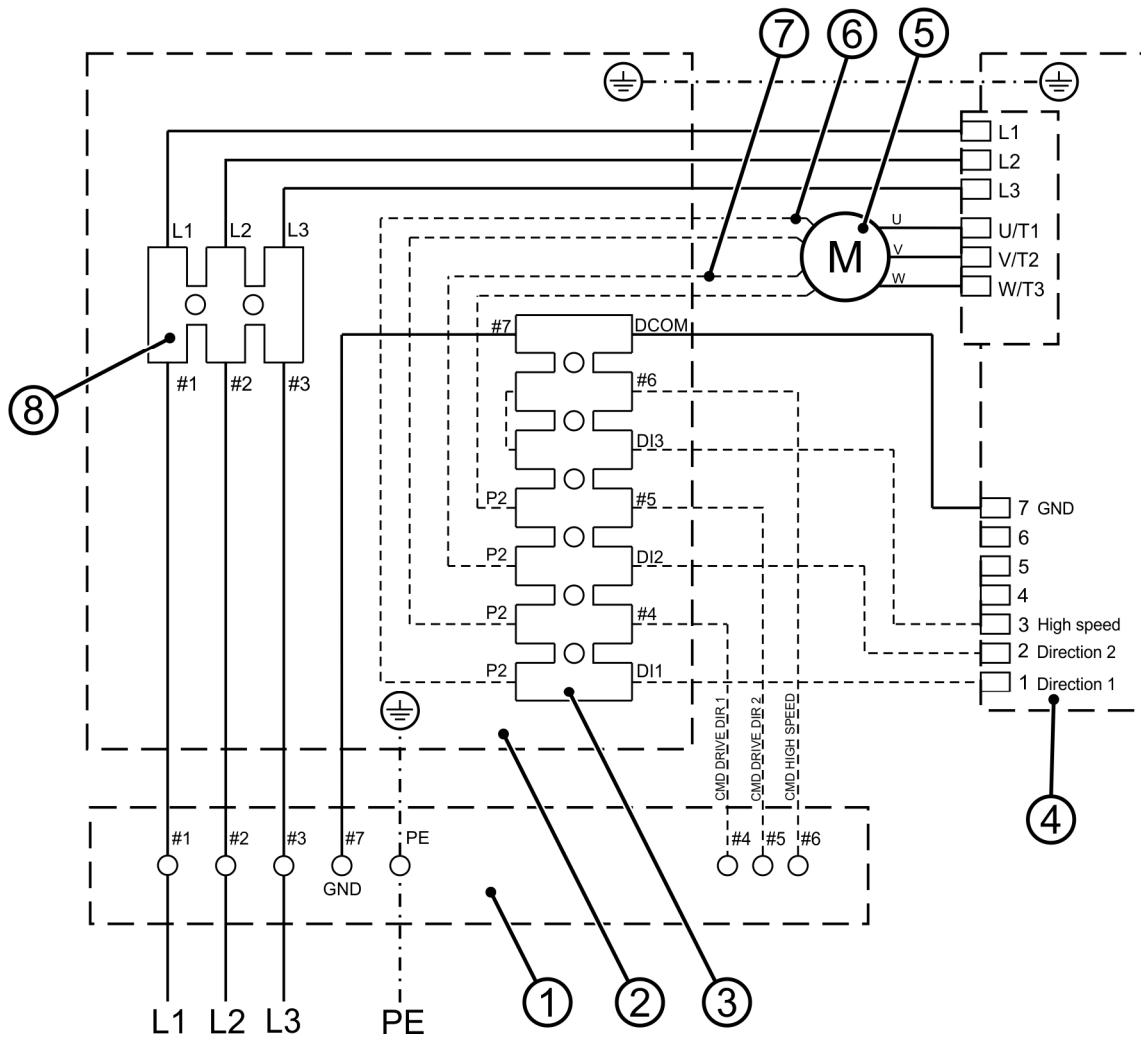 7
6
5
L1
L2
L3
U
U/T1
M
V
V/T2
W
W/T3
L1
L2
L3
#7
DCOM
#1
#2
#3
#6
8
DI3
P2
#5
7 GND
6
P2
DI2
5
4
P2
#4
3 High speed
2 Direction 2
P2
DI1
1 Direction 1
CMD DRIVE DIR 1
CMD DRIVE DIR 2
CMD HIGH SPEED
4
#1
#2
#3
#7
PE
#4
#5
#6
GND
1
2
3
L1
L2
L3
PE